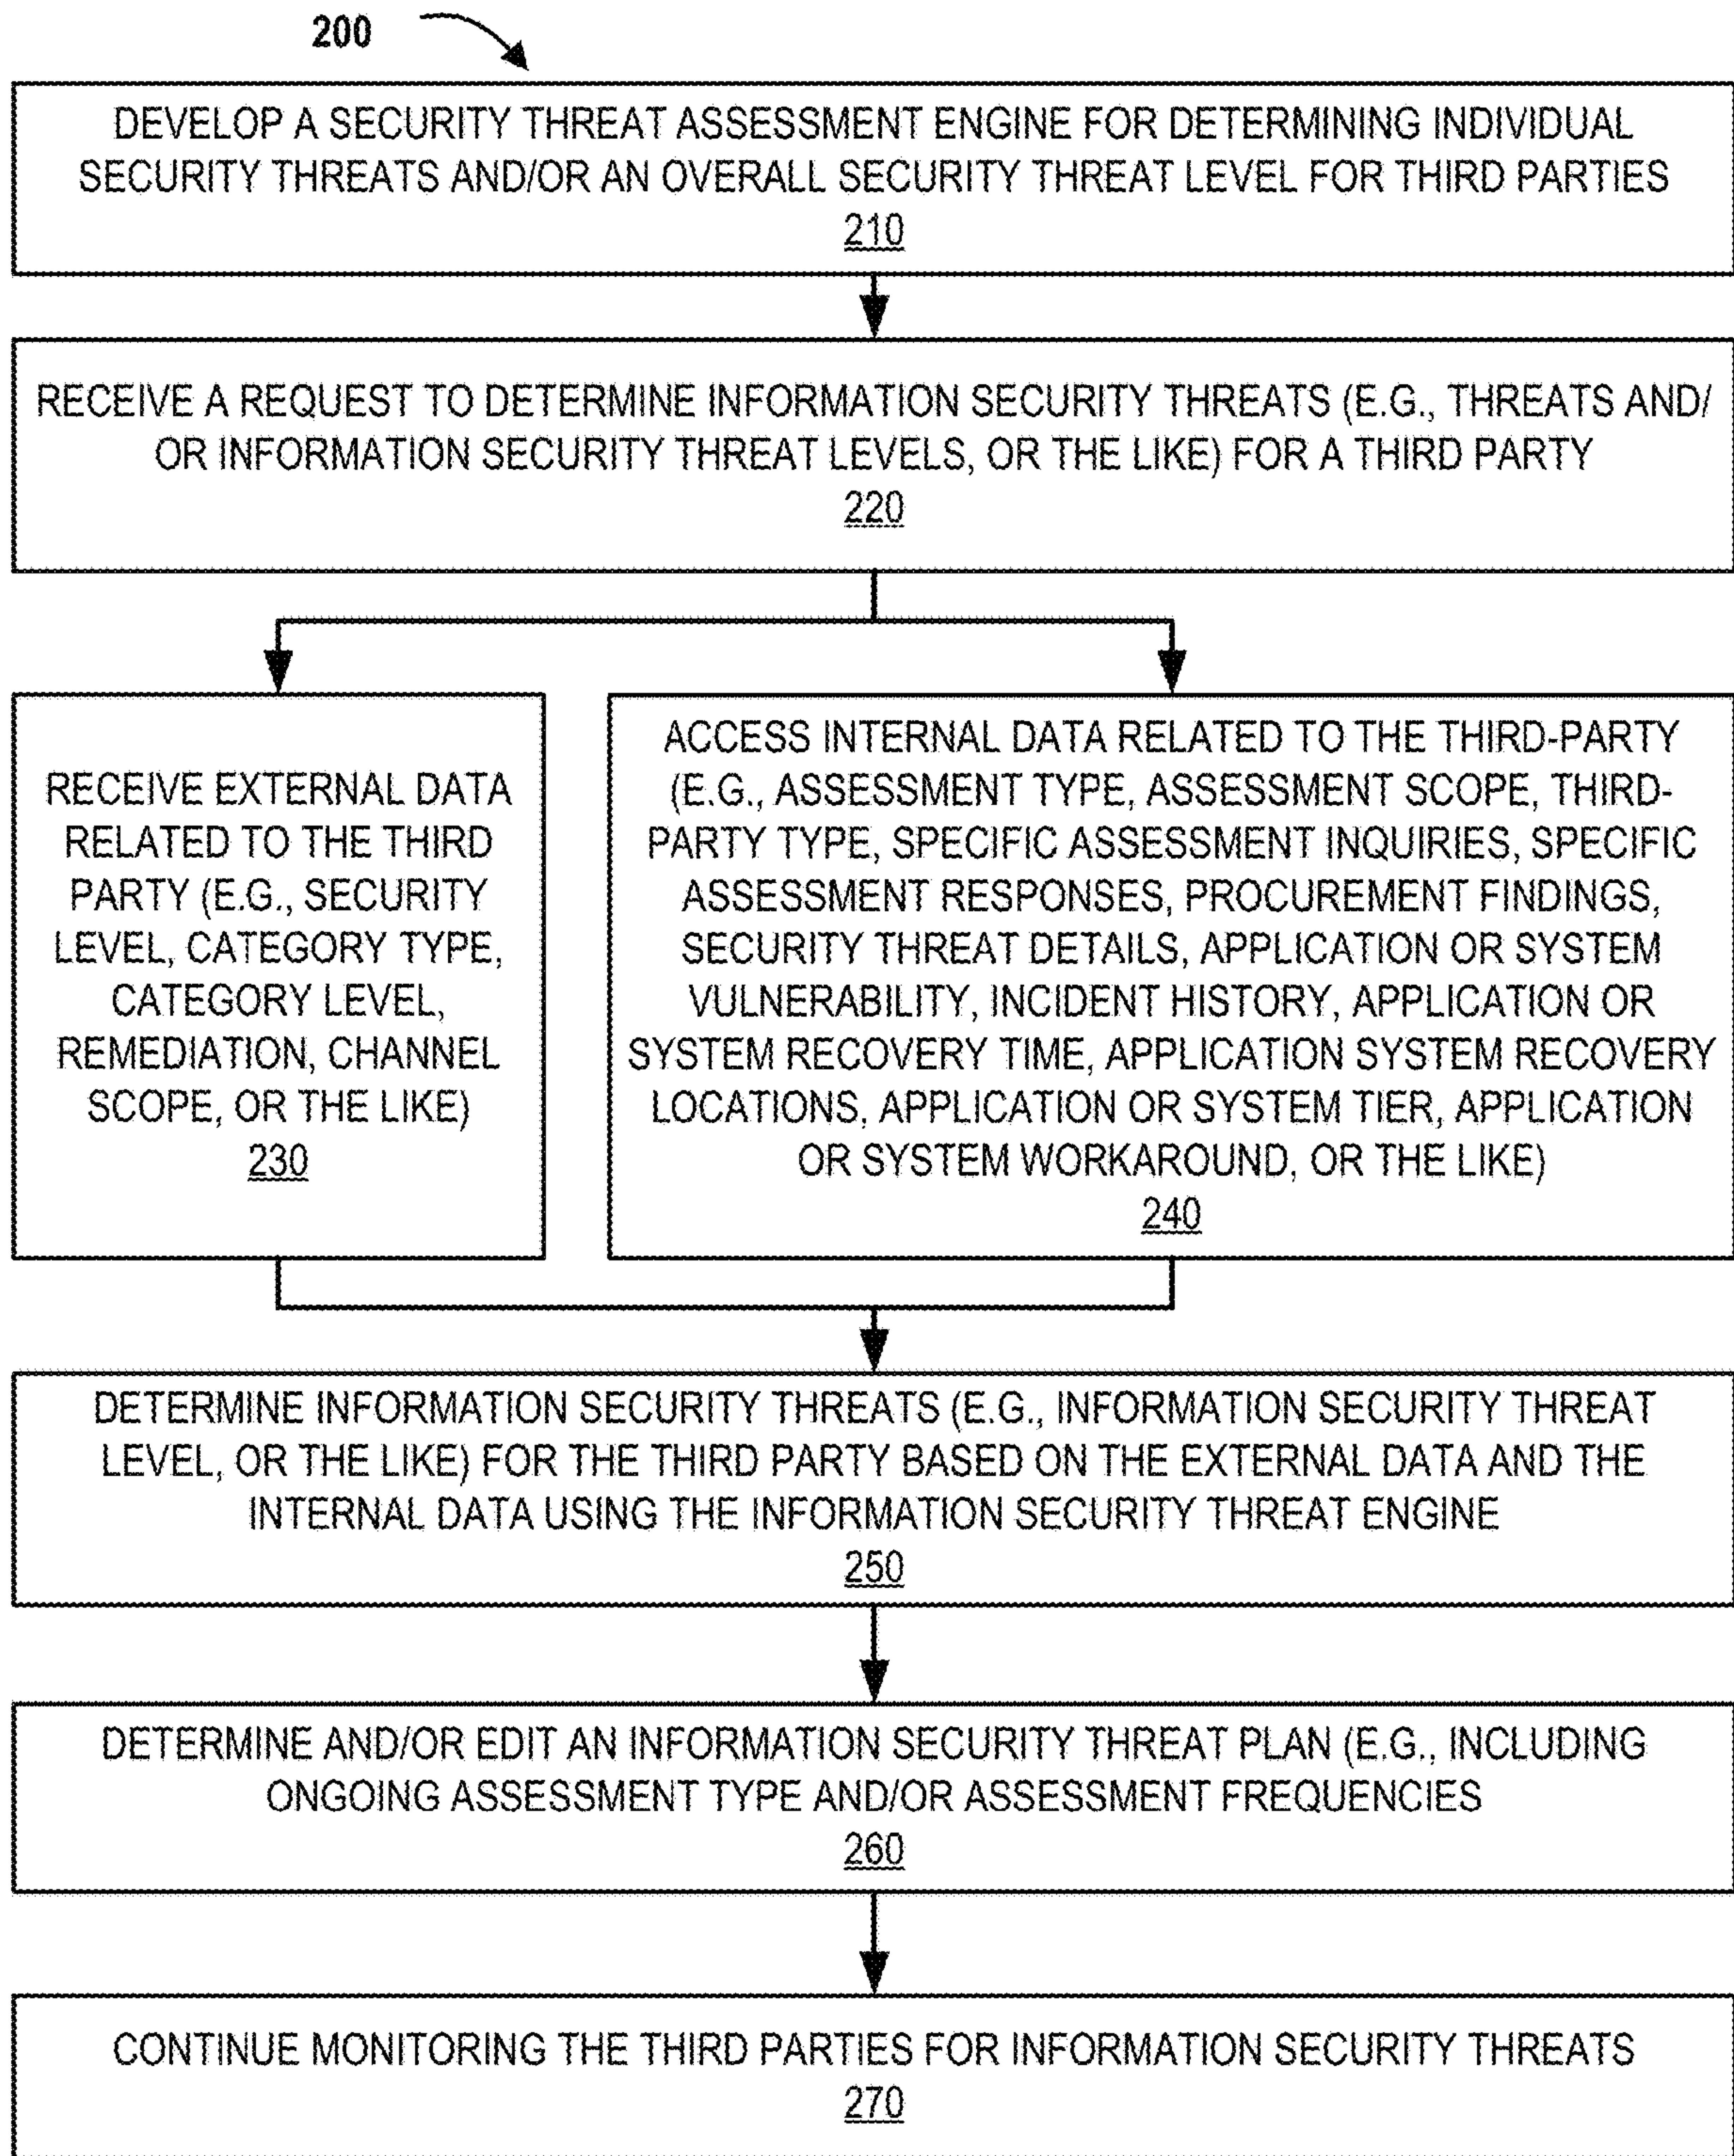 200
DEVELOP A SECURITY THREAT ASSESSMENT ENGINE FOR DETERMINING INDIVIDUAL
SECURITY THREATS AND/OR AN OVERALL SECURITY THREAT LEVEL FOR THIRD PARTIES
210
RECEIVE A REQUEST TO DETERMINE INFORMATION SECURITY THREATS (E.G., THREATS AND/
OR INFORMATION SECURITY THREAT LEVELS, OR THE LIKE) FOR A THIRD PARTY
220
RECEIVE EXTERNAL DATA
RELATED TO THE THIRD
PARTY (E.G., SECURITY
LEVEL, CATEGORY TYPE,
CATEGORY LEVEL,
REMEDIATION, CHANNEL
SCOPE, OR THE LIKE)
230
ACCESS INTERNAL DATA RELATED TO THE THIRD-PARTY
(E.G., ASSESSMENT TYPE, ASSESSMENT SCOPE, THIRD-
PARTY TYPE, SPECIFIC ASSESSMENT INQUIRIES, SPECIFIC
ASSESSMENT RESPONSES, PROCUREMENT FINDINGS,
SECURITY THREAT DETAILS, APPLICATION OR SYSTEM
VULNERABILITY, INCIDENT HISTORY, APPLICATION OR
SYSTEM RECOVERY TIME, APPLICATION SYSTEM RECOVERY
LOCATIONS, APPLICATION OR SYSTEM TIER, APPLICATION
OR SYSTEM WORKAROUND, OR THE LIKE)
240
DETERMINE INFORMATION SECURITY THREATS (E.G., INFORMATION SECURITY THREAT
LEVEL, OR THE LIKE) FOR THE THIRD PARTY BASED ON THE EXTERNAL DATA AND THE
INTERNAL DATA USING THE INFORMATION SECURITY THREAT ENGINE
250
DETERMINE AND/OR EDIT AN INFORMATION SECURITY THREAT PLAN (E.G., INCLUDING
ONGOING ASSESSMENT TYPE AND/OR ASSESSMENT FREQUENCIES
260
CONTINUE MONITORING THE THIRD PARTIES FOR INFORMATION SECURITY THREATS
270